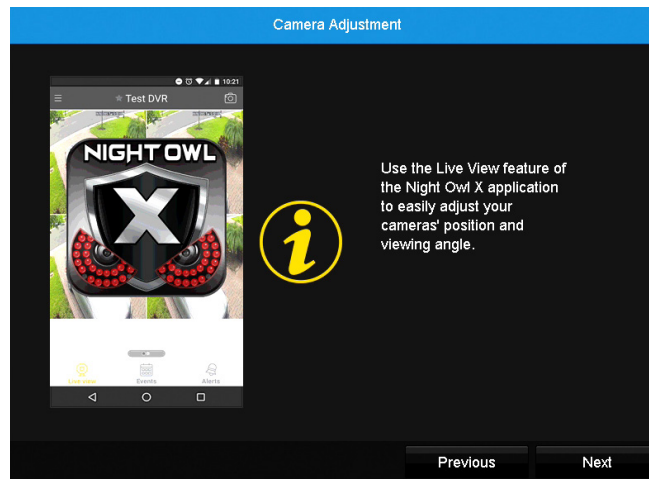 Camera Adjustment
10:21
Test DVR
NIGHT OWL
X
Use the Live View feature of
the Night Owl X application
to easily adjust your
cameras' position and
viewing angle.
i
Live view Events Alerts
Previous Next